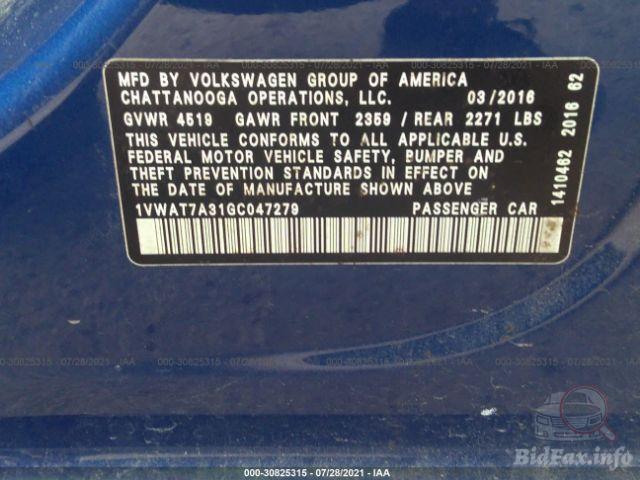 MFD BY VOLKSWAGEN GROUP OF AMERICA
CHATTANOOGA OPERATIONS, LLC. 03/2016
GVWR 4519 GAWR FRONT 2359 / REAR 2271 LBS
THIS VEHICLE CONFORMS TO ALL APPLICABLE U.S.
FEDERAL MOTOR VEHICLE SAFETY, BUMPER AND
THEFT PREVENTION STANDARDS IN EFFECT ON
THE DATE OF MANUFACTURE SHOWN ABOVE
1VWAT7A31GC047279 PASSENGER CAR
1410462 2016 62
000-30825315 - 07/28/2021 - IAA
BidFax.info